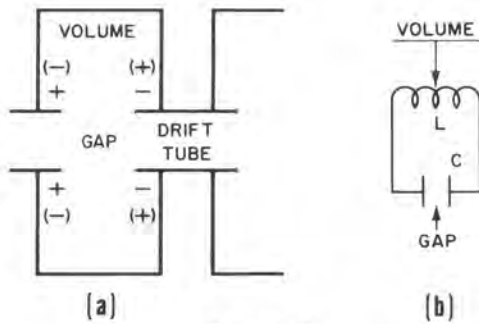 VOLUME
(-) (+)
+ -
GAP DRIFT
TUBE
+ -
(-) (+)
(a)
VOLUME
L
C
GAP
(b)